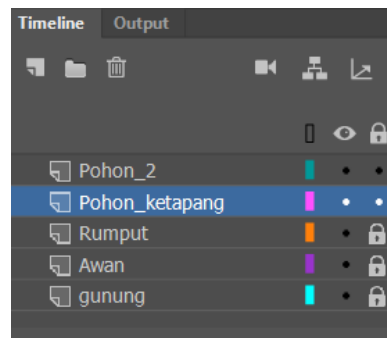 Timeline Output
Pohon_2
Pohon_ketapang
Rumput
Awan
gunung